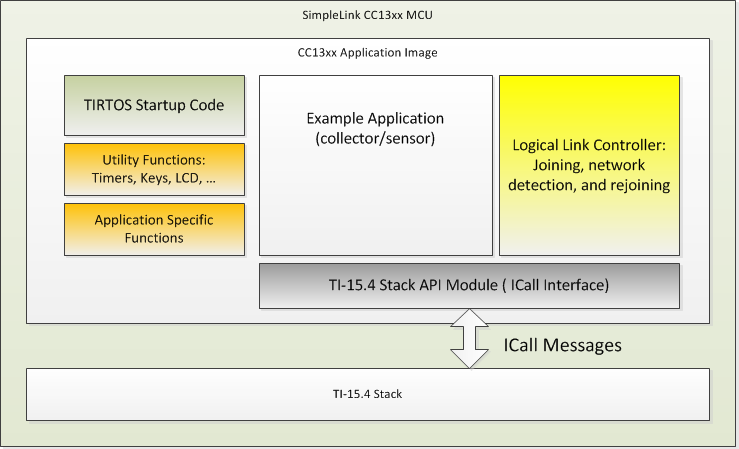 SimpleLink CC13xx MCU
CC13xx Application Image
TIRTOS Startup Code
Utility Functions:
Timers, Keys, LCD, ...
Application Specific
Functions
Example Application
(collector/sensor)
Logical Link Controller:
Joining, network
detection, and rejoining
TI-15.4 Stack API Module ( ICall Interface)
ICall Messages
TI-15.4 Stack